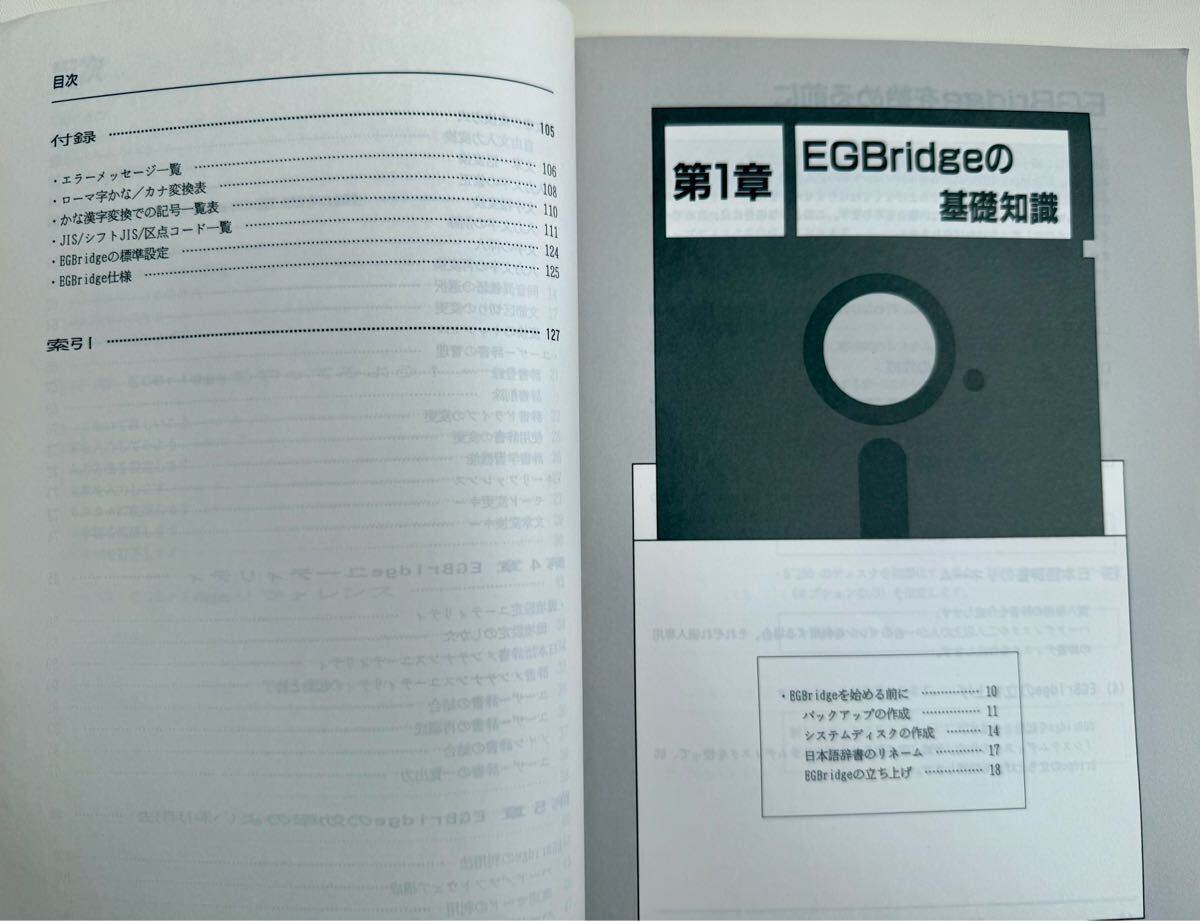 目次
付録 105
・エラーメッセージ一覧 106
・ローマ字かな／カナ変換表 108
・かな漢字変換での記号一覧表 110
・JIS/シフトJIS/区点コード一覧 111
・EGBridgeの標準設定 124
・EGBridge仕様 125
索引 127
第1章
EGBridgeの
基礎知識
・EGBridgeを始める前に 10
バックアップの作成 11
システムディスクの作成 14
日本語辞書のリネーム 17
EGBridgeの立ち上げ 18